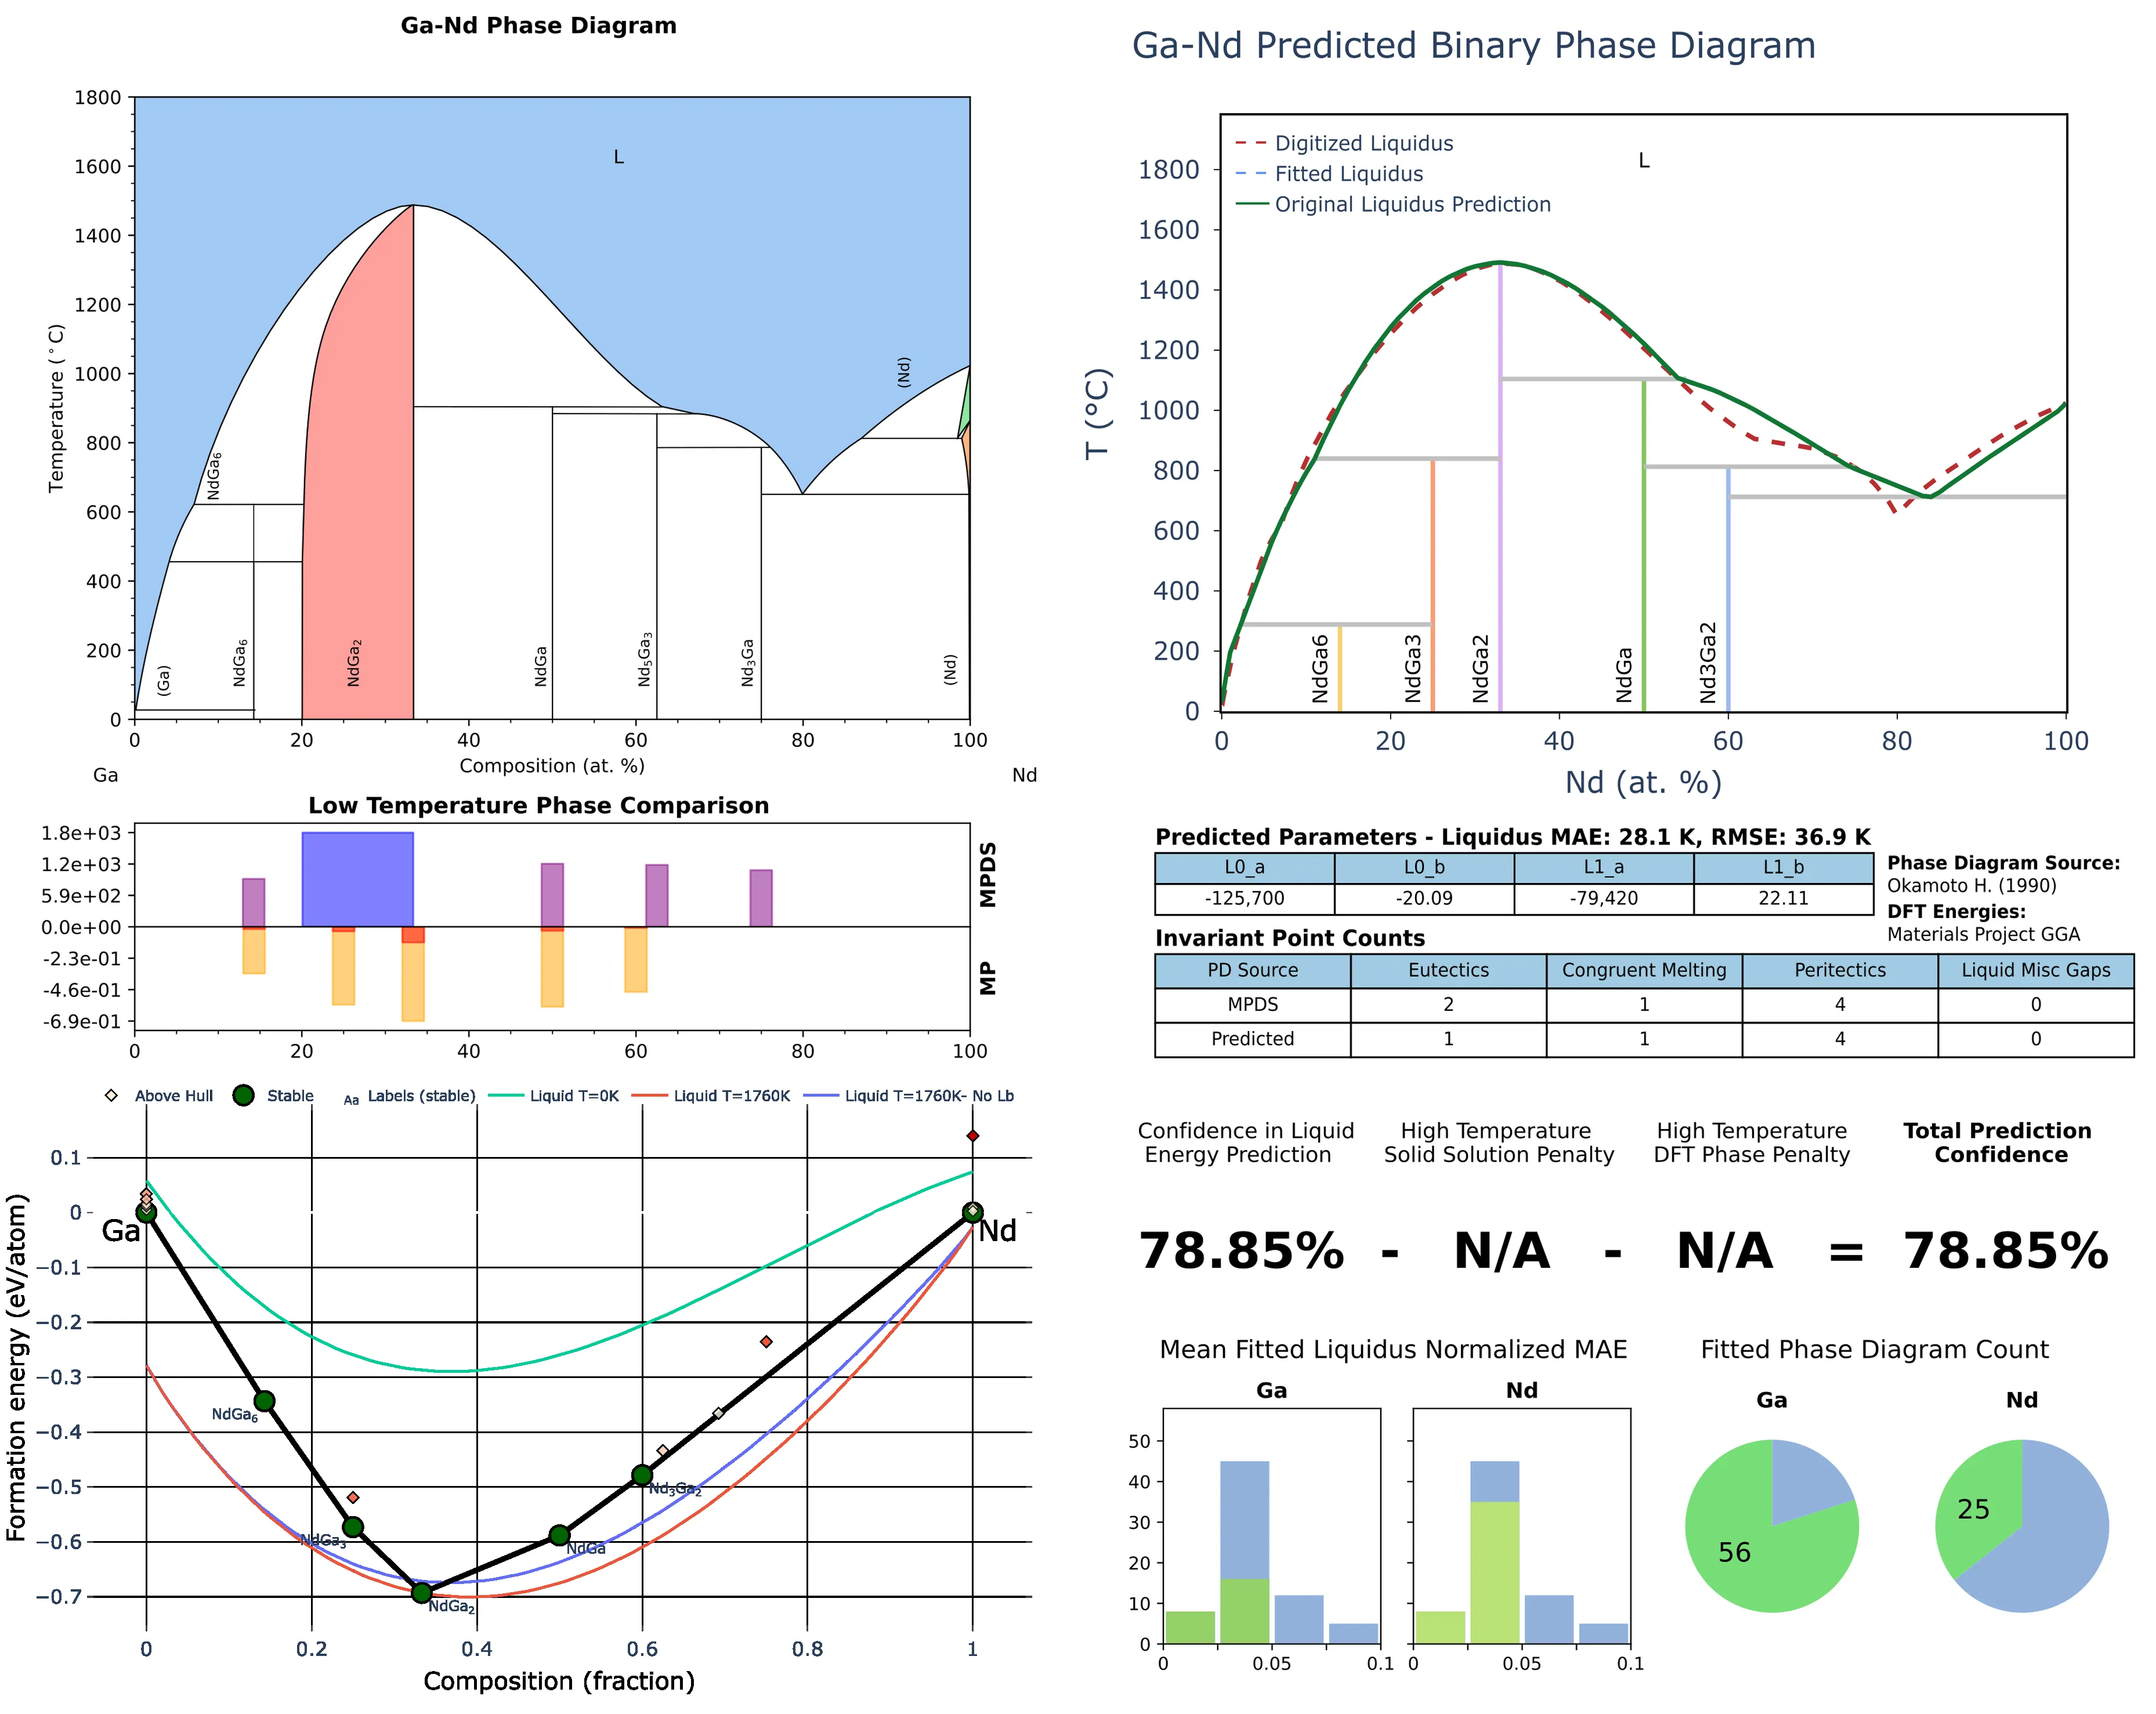 Ga-Nd Phase Diagram
1800
1600
1400
1200
1000
800
600
400
200
0
Temperature (°C)
L
NdGa6
(Nd)
(Ga)
NdGa6
NdGa2
NdGa
Nd5Ga3
Nd3Ga
(Nd)
0 20 40 60 80 100
Composition (at. %)
Ga
Nd
Low Temperature Phase Comparison
1.8e+03
1.2e+03
5.9e+02
0.0e+00
-2.3e-01
-4.6e-01
-6.9e-01
MPDS
MP
0 20 40 60 80 100
Above Hull Stable Aa Labels (stable) Liquid T=0K Liquid T=1760K Liquid T=1760K- No Lb
0.1
0
−0.1
−0.2
−0.3
−0.4
−0.5
−0.6
−0.7
Formation energy (eV/atom)
Ga
Nd
NdGa6
NdGa3
NdGa2
NdGa
Nd3Ga2
0 0.2 0.4 0.6 0.8 1
Composition (fraction)
Ga-Nd Predicted Binary Phase Diagram
Digitized Liquidus
Fitted Liquidus
Original Liquidus Prediction
L
1800
1600
1400
1200
1000
800
600
400
200
0
T (°C)
NdGa6
NdGa3
NdGa2
NdGa
Nd3Ga2
0 20 40 60 80 100
Nd (at. %)
Predicted Parameters - Liquidus MAE: 28.1 K, RMSE: 36.9 K
L0_a L0_b L1_a L1_b
-125,700 -20.09 -79,420 22.11
Phase Diagram Source:
Okamoto H. (1990)
DFT Energies:
Materials Project GGA
Invariant Point Counts
PD Source Eutectics Congruent Melting Peritectics Liquid Misc Gaps
MPDS 2 1 4 0
Predicted 1 1 4 0
Confidence in Liquid
Energy Prediction
High Temperature
Solid Solution Penalty
High Temperature
DFT Phase Penalty
Total Prediction
Confidence
78.85% - N/A - N/A = 78.85%
Mean Fitted Liquidus Normalized MAE
Ga
Nd
50
40
30
20
10
0
0 0.05 0.1
0 0.05 0.1
Fitted Phase Diagram Count
Ga
Nd
56
25